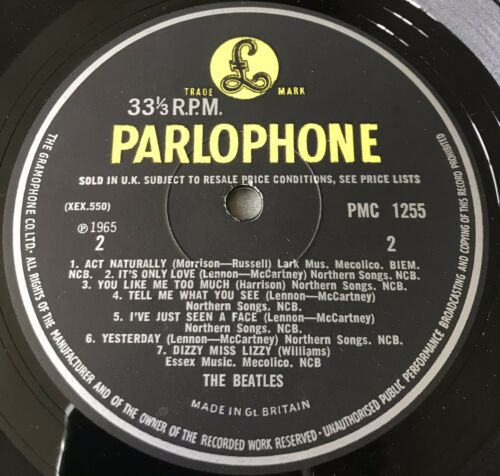 TRADE MARK
33⅓ R.P.M.
PARLOPHONE
SOLD IN U.K. SUBJECT TO RESALE PRICE CONDITIONS, SEE PRICE LISTS
(XEX.550)
PMC 1255
℗1965
2
2
1. ACT NATURALLY (Morrison—Russell) Lark Mus. Mecolico. BIEM.
NCB. 2. IT'S ONLY LOVE (Lennon—McCartney) Northern Songs. NCB.
3. YOU LIKE ME TOO MUCH (Harrison) Northern Songs. NCB.
4. TELL ME WHAT YOU SEE (Lennon—McCartney)
Northern Songs. NCB.
5. I'VE JUST SEEN A FACE (Lennon—McCartney)
Northern Songs. NCB.
6. YESTERDAY (Lennon—McCartney) Northern Songs. NCB.
7. DIZZY MISS LIZZY (Williams)
Essex Music. Mecolico. NCB
THE BEATLES
MADE IN Gt. BRITAIN
THE GRAMOPHONE CO. LTD. ALL RIGHTS OF THE MANUFACTURER AND OF THE OWNER OF THE RECORDED WORK RESERVED · UNAUTHORISED PUBLIC PERFORMANCE BROADCASTING AND COPYING OF THIS RECORD PROHIBITED